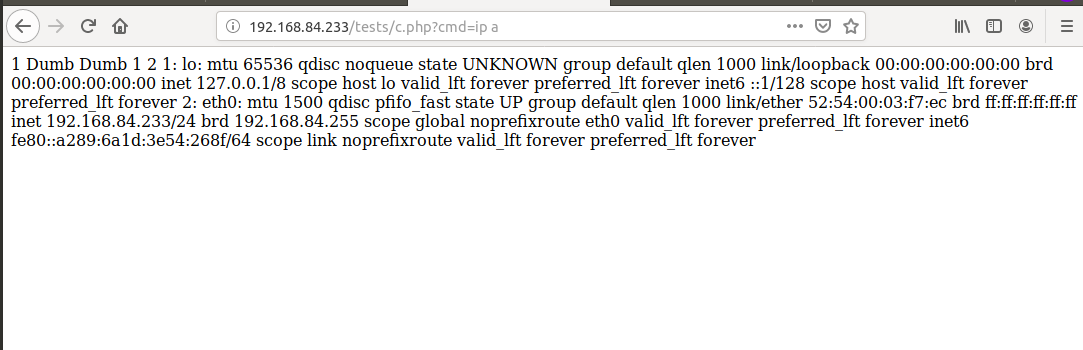 192.168.84.233/tests/c.php?cmd=ip a
1 Dumb Dumb 1 2 1: lo: mtu 65536 qdisc noqueue state UNKNOWN group default qlen 1000 link/loopback 00:00:00:00:00:00 brd
00:00:00:00:00:00 inet 127.0.0.1/8 scope host lo valid_lft forever preferred_lft forever inet6 ::1/128 scope host valid_lft forever
preferred_lft forever 2: eth0: mtu 1500 qdisc pfifo_fast state UP group default qlen 1000 link/ether 52:54:00:03:f7:ec brd ff:ff:ff:ff:ff:ff
inet 192.168.84.233/24 brd 192.168.84.255 scope global noprefixroute eth0 valid_lft forever preferred_lft forever inet6
fe80::a289:6a1d:3e54:268f/64 scope link noprefixroute valid_lft forever preferred_lft forever